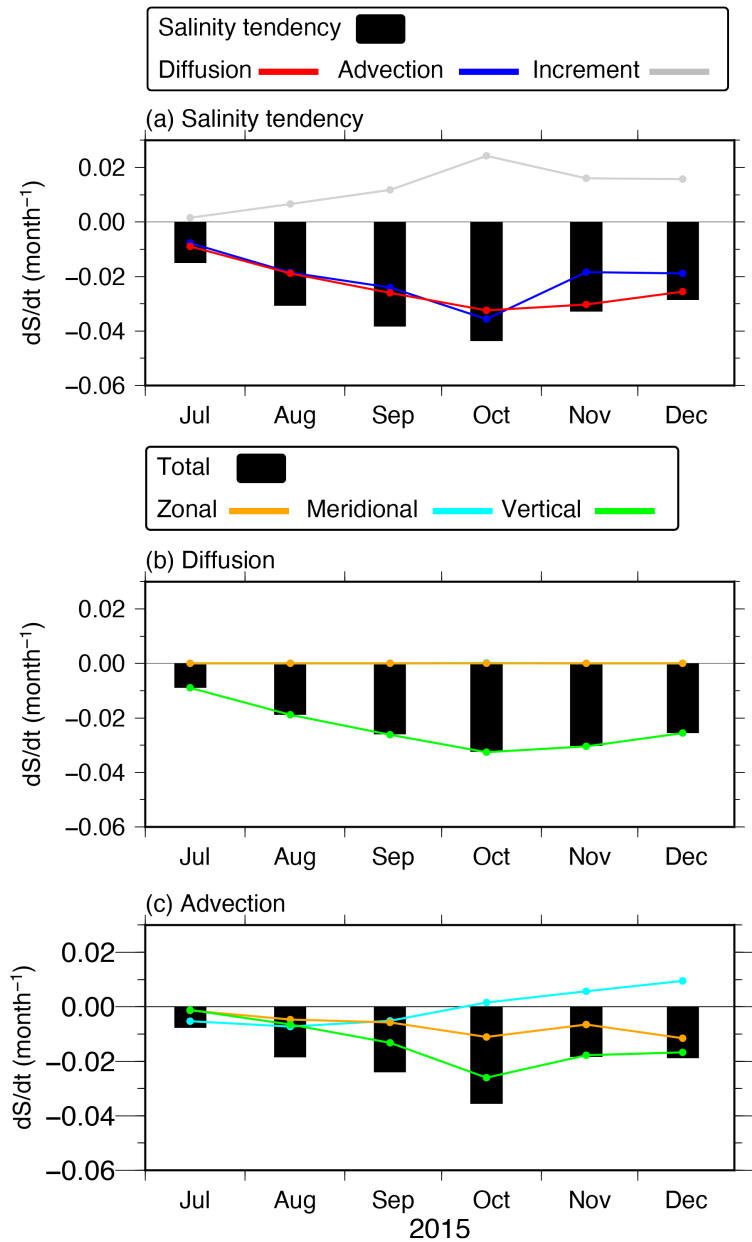 Salinity tendency
Diffusion Advection Increment
(a) Salinity tendency
0.02
0.00
−0.02
−0.04
−0.06
dS/dt (month⁻¹)
Jul Aug Sep Oct Nov Dec
Total
Zonal Meridional Vertical
(b) Diffusion
0.02
0.00
−0.02
−0.04
−0.06
dS/dt (month⁻¹)
Jul Aug Sep Oct Nov Dec
(c) Advection
0.02
0.00
−0.02
−0.04
−0.06
dS/dt (month⁻¹)
Jul Aug Sep Oct Nov Dec
2015